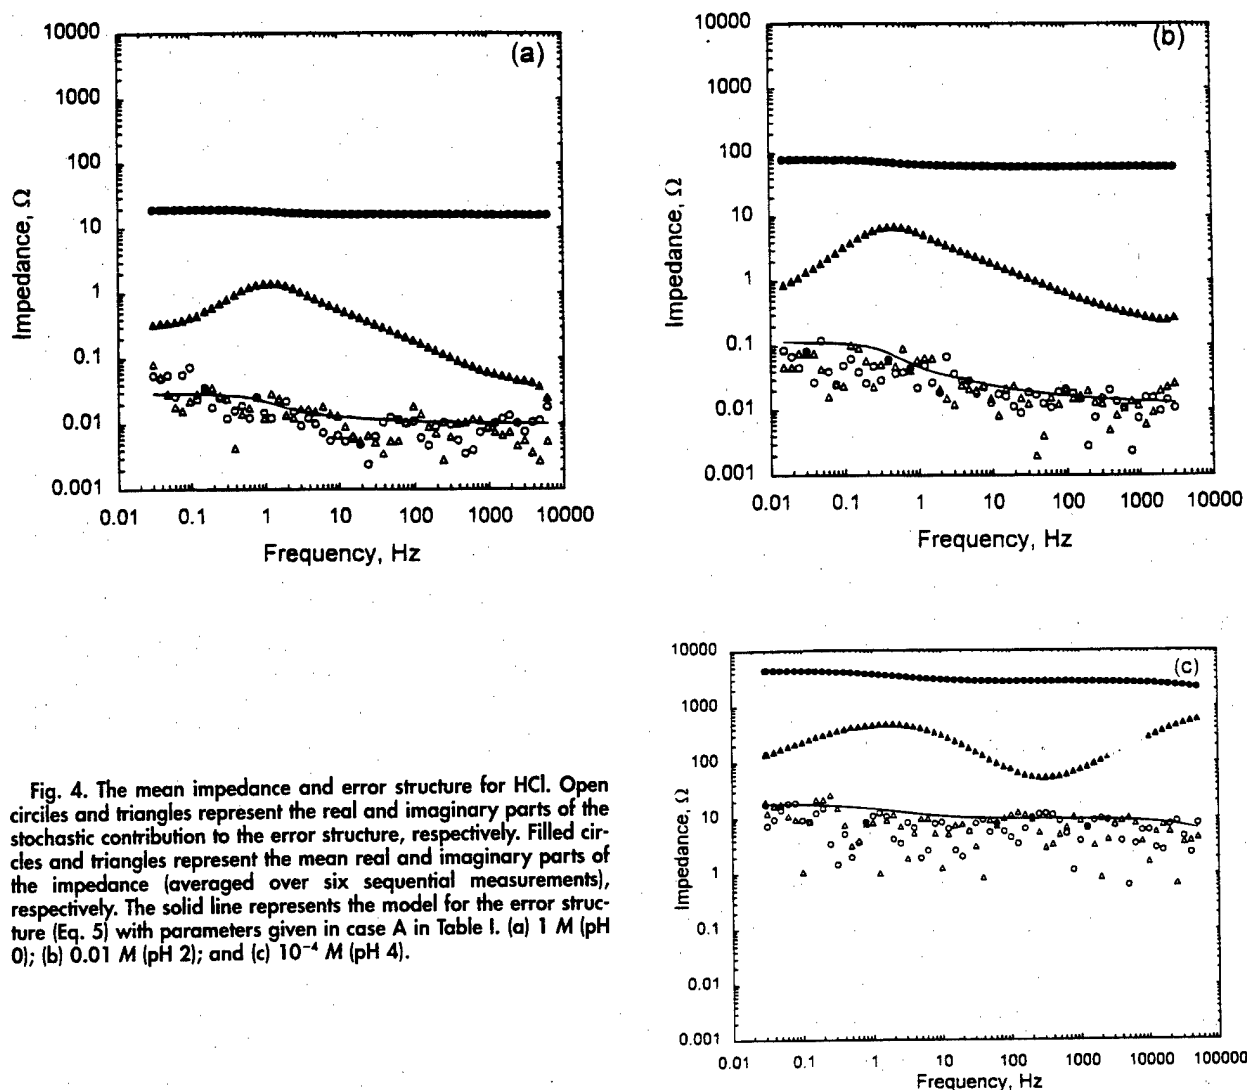 (a)
10000
1000
100
10
1
0.1
0.01
0.001
Impedance, Ω
0.01 0.1 1 10 100 1000 10000
Frequency, Hz
(b)
10000
1000
100
10
1
0.1
0.01
0.001
Impedance, Ω
0.01 0.1 1 10 100 1000 10000
Frequency, Hz
(c)
10000
1000
100
10
1
0.1
0.01
0.001
Impedance, Ω
0.01 0.1 1 10 100 1000 10000 100000
Frequency, Hz
Fig. 4. The mean impedance and error structure for HCl. Open
circles and triangles represent the real and imaginary parts of the
stochastic contribution to the error structure, respectively. Filled cir-
cles and triangles represent the mean real and imaginary parts of
the impedance (averaged over six sequential measurements),
respectively. The solid line represents the model for the error struc-
ture (Eq. 5) with parameters given in case A in Table I. (a) 1 M (pH
0); (b) 0.01 M (pH 2); and (c) 10⁻⁴ M (pH 4).